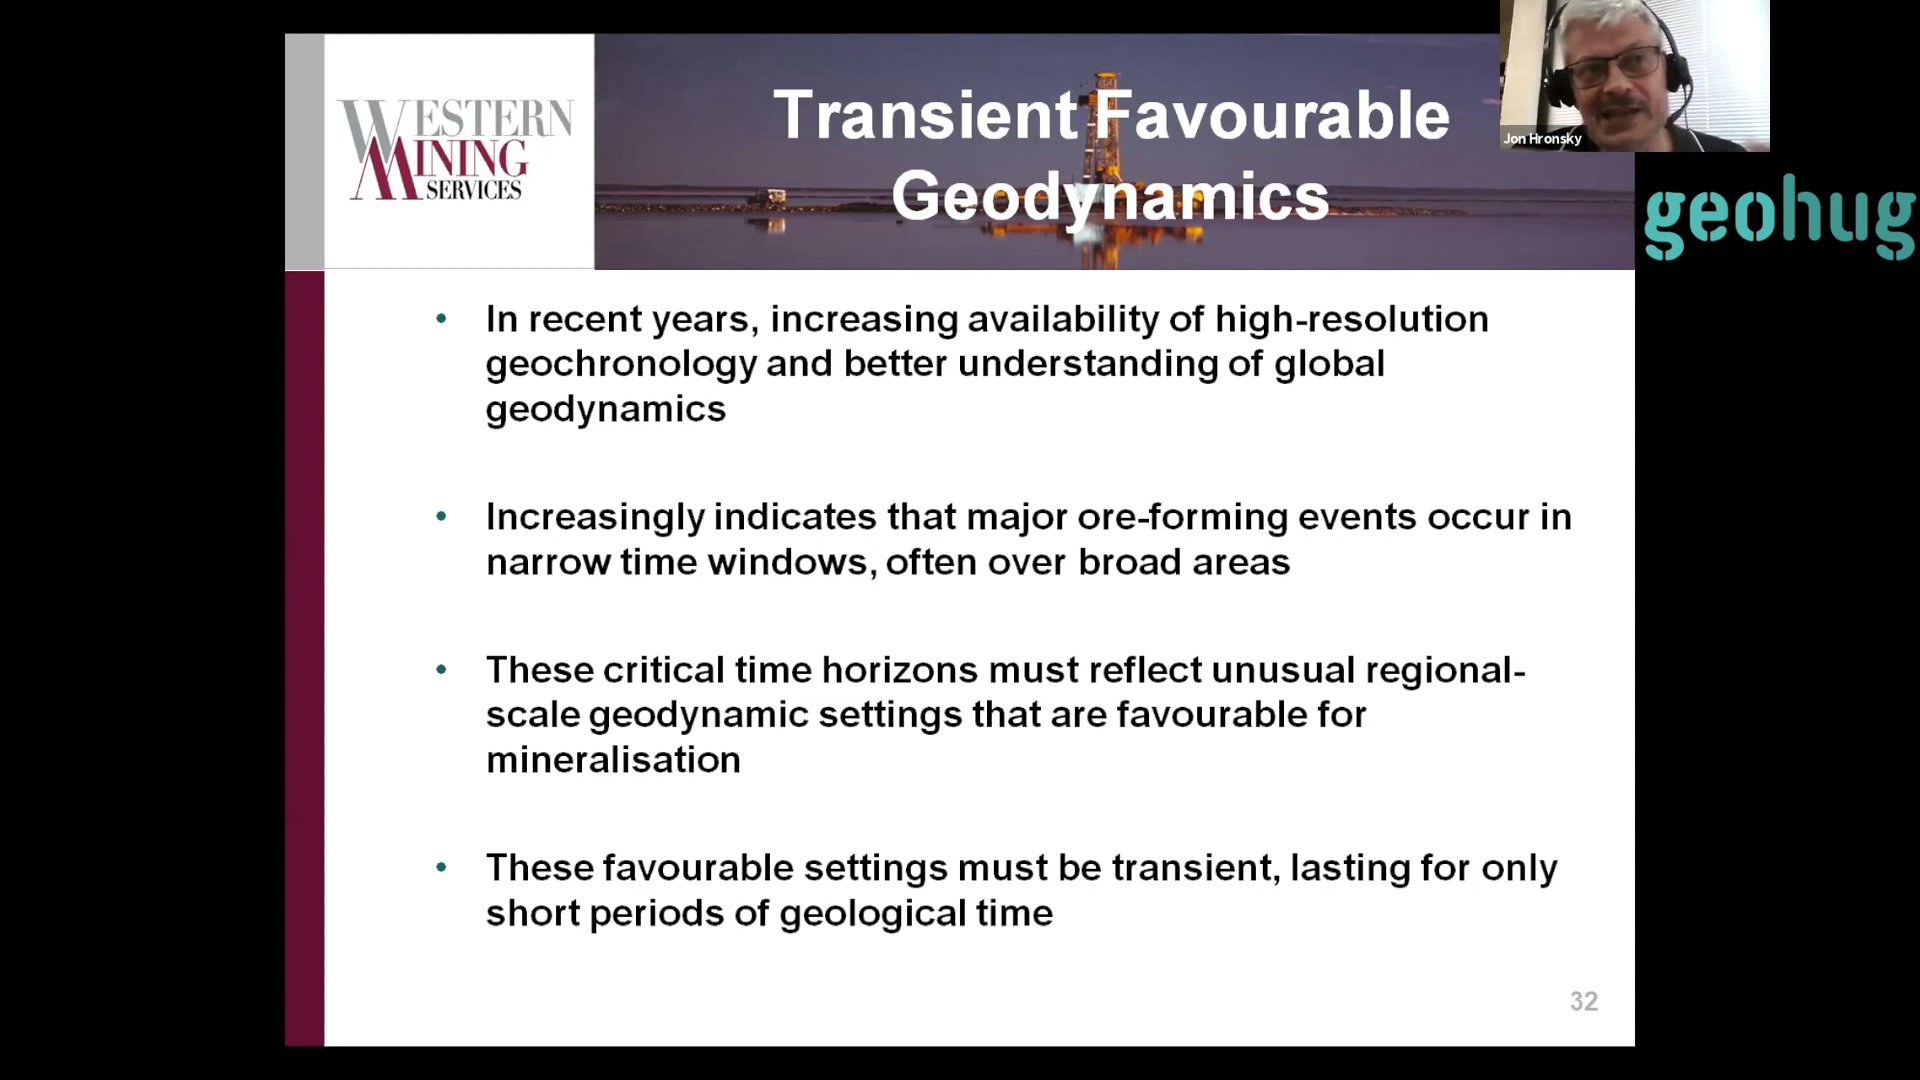 WESTERN
MINING
SERVICES
Transient Favourable
Geodynamics
Jon Hronsky
geohug
• In recent years, increasing availability of high-resolution
geochronology and better understanding of global
geodynamics
• Increasingly indicates that major ore-forming events occur in
narrow time windows, often over broad areas
• These critical time horizons must reflect unusual regional-
scale geodynamic settings that are favourable for
mineralisation
• These favourable settings must be transient, lasting for only
short periods of geological time
32